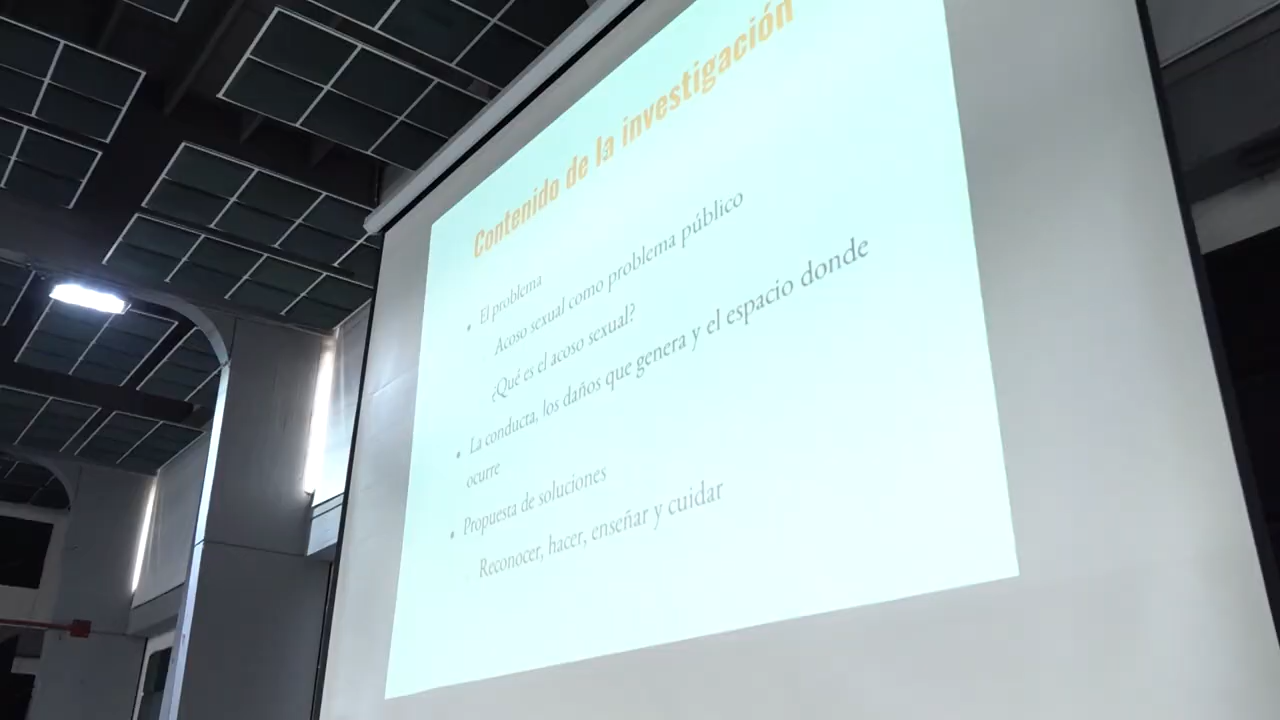 Contenido de la investigación
• El problema
Acoso sexual como problema público
¿Qué es el acoso sexual?
• La conducta, los daños que genera y el espacio donde
ocurre
• Propuesta de soluciones
Reconocer, hacer, enseñar y cuidar